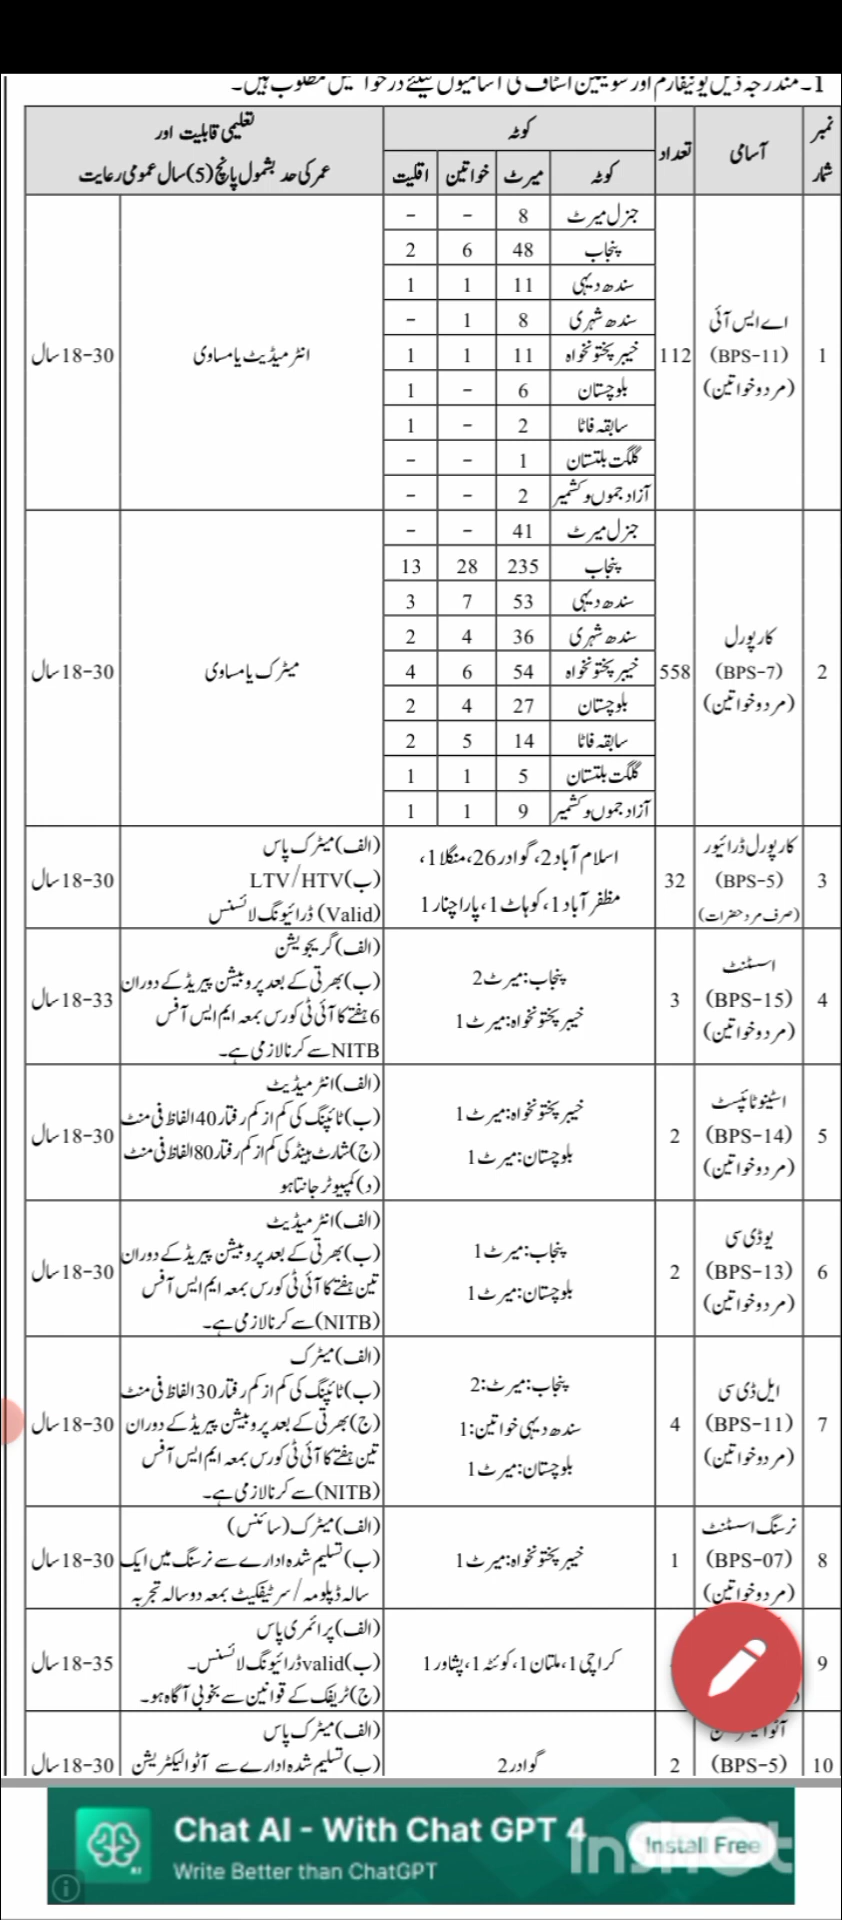 1۔ مندرجہ ذیل یونیفارم اور سویلین اسٹاف کی آسامیوں کیلئے درخواستیں مطلوب ہیں۔
نمبر شمار | آسامی | تعداد | کوٹہ | تعلیمی قابلیت اور
کوٹہ | میرٹ | خواتین | اقلیت | عمر کی حد بشمول پانچ (5) سال عمومی رعایت
1 | اے ایس آئی (BPS-11) (مرد و خواتین) | 112 | انٹرمیڈیٹ یا مساوی | 18-30 سال
جنرل میرٹ | 8 | - | -
پنجاب | 48 | 6 | 2
سندھ دیہی | 11 | 1 | 1
سندھ شہری | 8 | 1 | -
خیبر پختونخواہ | 11 | 1 | 1
بلوچستان | 6 | - | 1
سابقہ فاٹا | 2 | - | 1
گلگت بلتستان | 1 | - | -
آزاد جموں و کشمیر | 2 | - | -
2 | کارپورل (BPS-7) (مرد و خواتین) | 558 | میٹرک یا مساوی | 18-30 سال
جنرل میرٹ | 41 | - | -
پنجاب | 235 | 28 | 13
سندھ دیہی | 53 | 7 | 3
سندھ شہری | 36 | 4 | 2
خیبر پختونخواہ | 54 | 6 | 4
بلوچستان | 27 | 4 | 2
سابقہ فاٹا | 14 | 5 | 2
گلگت بلتستان | 5 | 1 | 1
آزاد جموں و کشمیر | 9 | 1 | 1
3 | کارپورل ڈرائیور (BPS-5) (صرف مرد حضرات) | 32
اسلام آباد 2، گوادر 26، منگلا 1،
مظفر آباد 1، کوہاٹ 1، پارا چنار 1
(الف) میٹرک پاس
(ب) LTV/HTV
(Valid) ڈرائیونگ لائسنس
18-30 سال
4 | اسسٹنٹ (BPS-15) (مرد و خواتین) | 3
پنجاب: میرٹ 2
خیبر پختونخواہ: میرٹ 1
(الف) گریجویشن
(ب) بھرتی کے بعد پروبیشن پیریڈ کے دوران
6 ہفتے کا آئی ٹی کورس بمعہ ایم ایس آفس
NITB سے کرنا لازمی ہے۔
18-33 سال
5 | اسٹینو ٹائپسٹ (BPS-14) (مرد و خواتین) | 2
خیبر پختونخواہ: میرٹ 1
بلوچستان: میرٹ 1
(الف) انٹرمیڈیٹ
(ب) ٹائپنگ کی کم از کم رفتار 40 الفاظ فی منٹ
(ج) شارٹ ہینڈ کی کم از کم رفتار 80 الفاظ فی منٹ
(د) کمپیوٹر جانتا ہو
18-30 سال
6 | یو ڈی سی (BPS-13) (مرد و خواتین) | 2
پنجاب: میرٹ 1
بلوچستان: میرٹ 1
(الف) انٹرمیڈیٹ
(ب) بھرتی کے بعد پروبیشن پیریڈ کے دوران
تین ہفتے کا آئی ٹی کورس بمعہ ایم ایس آفس
(NITB) سے کرنا لازمی ہے۔
18-30 سال
7 | ایل ڈی سی (BPS-11) (مرد و خواتین) | 4
پنجاب: میرٹ: 2
سندھ دیہی خواتین: 1
بلوچستان: میرٹ 1
(الف) میٹرک
(ب) ٹائپنگ کی کم از کم رفتار 30 الفاظ فی منٹ
(ج) بھرتی کے بعد پروبیشن پیریڈ کے دوران
تین ہفتے کا آئی ٹی کورس بمعہ ایم ایس آفس
(NITB) سے کرنا لازمی ہے۔
18-30 سال
8 | نرسنگ اسسٹنٹ (BPS-07) (مرد و خواتین) | 1
خیبر پختونخواہ: میرٹ 1
(الف) میٹرک (سائنس)
(ب) تسلیم شدہ ادارے سے نرسنگ میں ایک
سالہ ڈپلومہ / سرٹیفکیٹ بمعہ دو سالہ تجربہ
18-30 سال
9
کراچی 1، ملتان 1، کوئٹہ 1، پشاور 1
(الف) پرائمری پاس
(ب) valid ڈرائیونگ لائسنس۔
(ج) ٹریفک کے قوانین سے بخوبی آگاہ ہو۔
18-35 سال
10 | آٹو (BPS-5) | 2
گوادر 2
(الف) میٹرک پاس
(ب) تسلیم شدہ ادارے سے آٹو الیکٹریشن
18-30 سال
Chat AI - With Chat GPT 4
Write Better than ChatGPT
Install Free
InShot